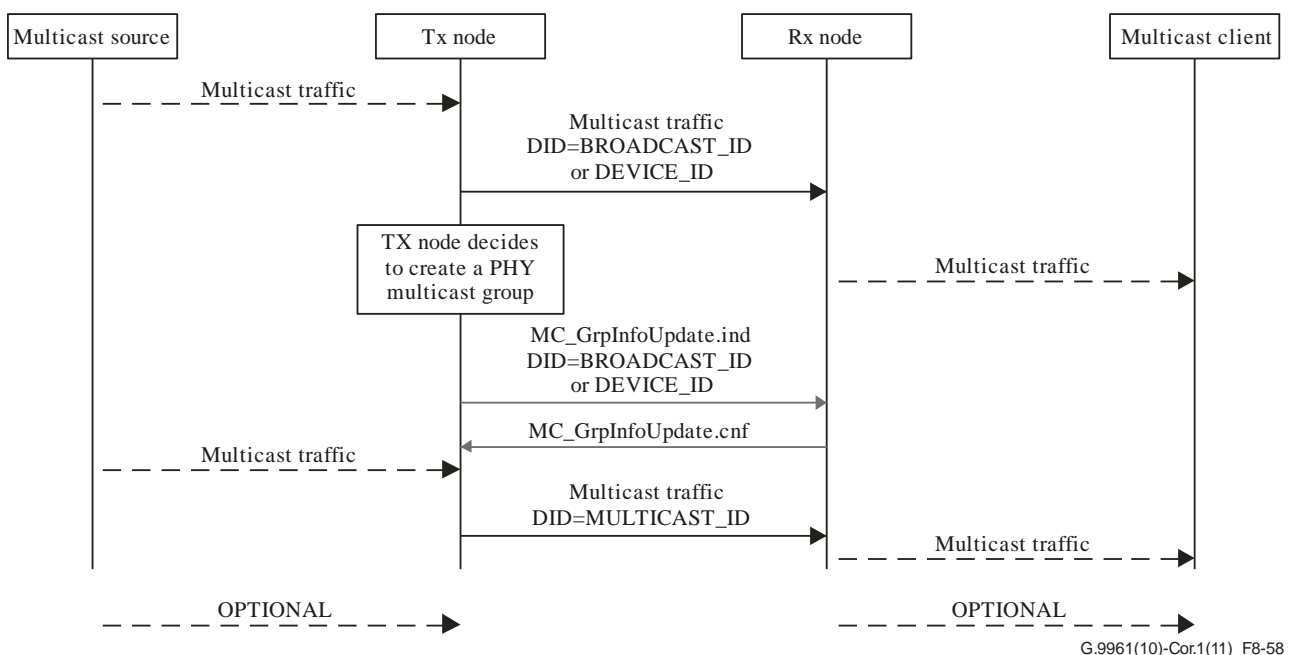 Multicast source
Tx node
Rx node
Multicast client
Multicast traffic
Multicast traffic
DID=BROADCAST_ID
or DEVICE_ID
TX node decides
to create a PHY
multicast group
Multicast traffic
MC_GrpInfoUpdate.ind
DID=BROADCAST_ID
or DEVICE_ID
MC_GrpInfoUpdate.cnf
Multicast traffic
Multicast traffic
DID=MULTICAST_ID
Multicast traffic
OPTIONAL
OPTIONAL
G.9961(10)-Cor.1(11)_F8-58